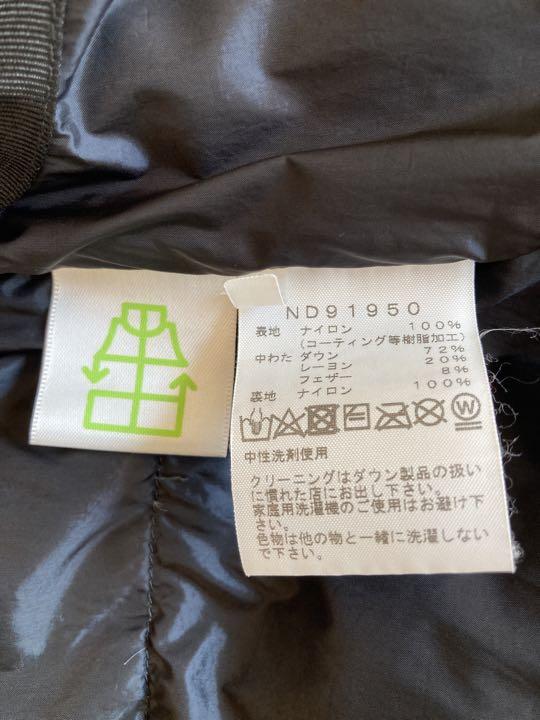 ND91950
表地 ナイロン 100%
(コーティング等樹脂加工)
中わた ダウン 72%
レーヨン 20%
フェザー 8%
裏地 ナイロン 100%
W
中性洗剤使用
クリーニングはダウン製品の扱い
に慣れた店にお出し下さい。
家庭用洗濯機のご使用はお避け下
さい。
色物は他の物と一緒に洗濯しない
で下さい。